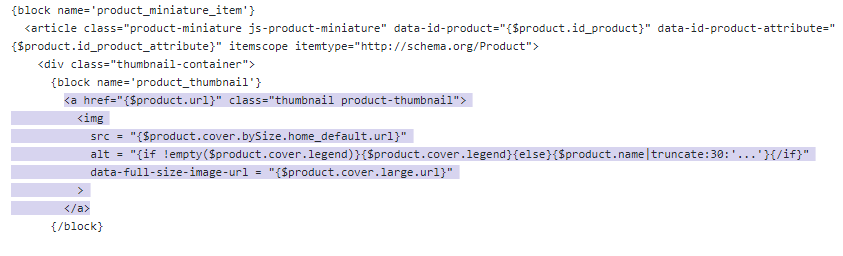 {block name='product_miniature_item'}
<article class="product-miniature js-product-miniature" data-id-product="{$product.id_product}" data-id-product-attribute="
{$product.id_product_attribute}" itemscope itemtype="http://schema.org/Product">
<div class="thumbnail-container">
{block name='product_thumbnail'}
<a href="{$product.url}" class="thumbnail product-thumbnail">
<img
src = "{$product.cover.bySize.home_default.url}"
alt = "{if !empty($product.cover.legend)}{$product.cover.legend}{else}{$product.name|truncate:30:'...'}{/if}"
data-full-size-image-url = "{$product.cover.large.url}"
>
</a>
{/block}